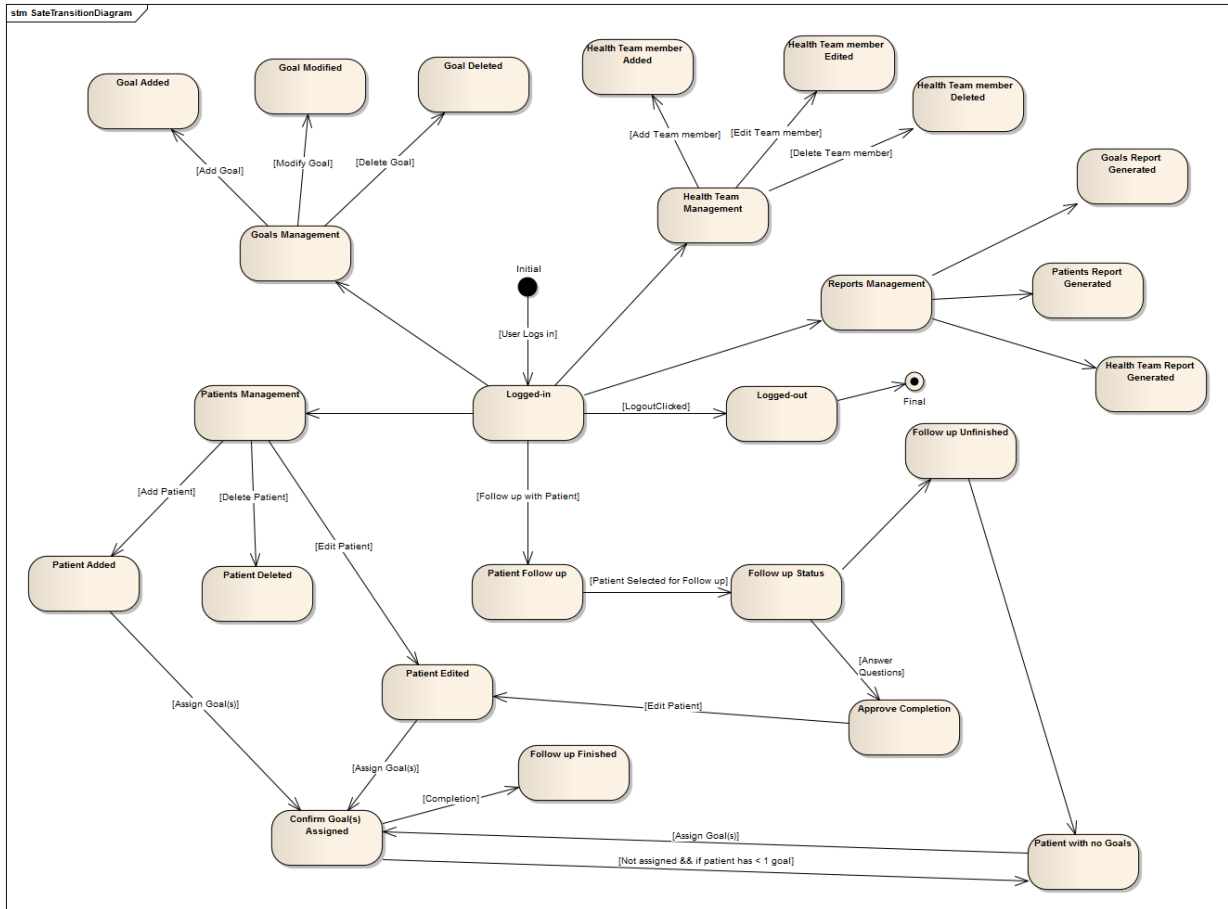 stm SateTransitionDiagram
Goal Added
Goal Modified
Goal Deleted
Health Team member
Added
Health Team member
Edited
Health Team member
Deleted
[Add Goal]
[Modify Goal]
[Delete Goal]
[Add Team member]
[Edit Team member]
[Delete Team member]
Goals Management
Health Team
Management
Goals Report
Generated
Initial
Reports Management
Patients Report
Generated
[User Logs in]
Health Team Report
Generated
Patients Management
Logged-in
[LogoutClicked]
Logged-out
Final
Follow up Unfinished
[Add Patient]
[Delete Patient]
[Follow up with Patient]
[Edit Patient]
Patient Added
Patient Deleted
Patient Follow up
[Patient Selected for Follow up]
Follow up Status
[Answer
Questions]
Patient Edited
[Assign Goal(s)]
[Edit Patient]
Approve Completion
[Assign Goal(s)]
Follow up Finished
[Completion]
Confirm Goal(s)
Assigned
[Assign Goal(s)]
Patient with no Goals
[Not assigned && if patient has < 1 goal]